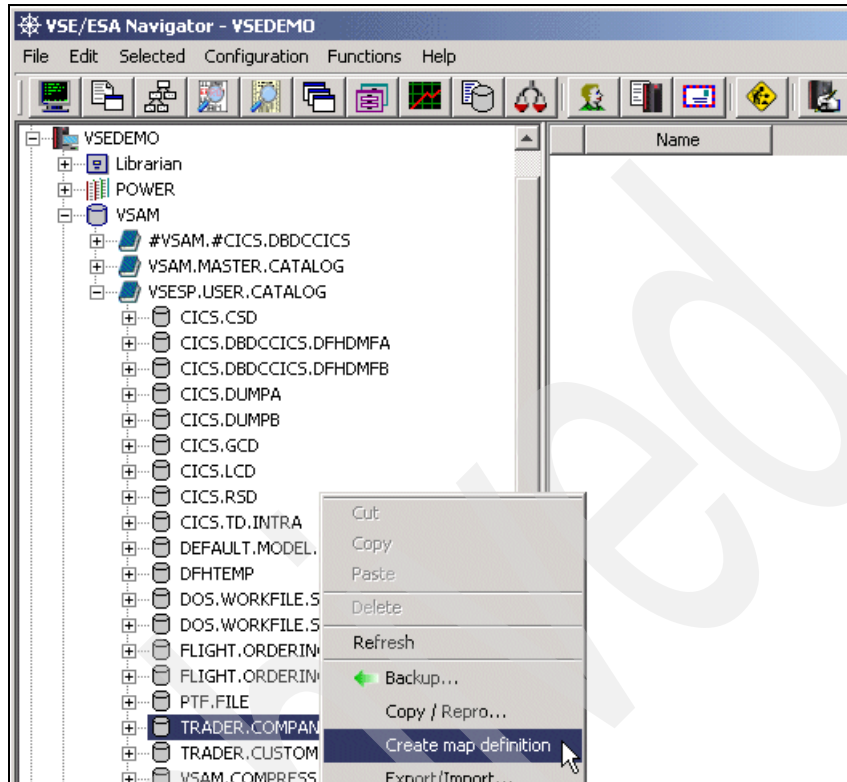 VSE/ESA Navigator - VSEDEMO
File Edit Selected Configuration Functions Help
VSEDEMO
Name
Librarian
POWER
VSAM
#VSAM.#CICS.DBDCCICS
VSAM.MASTER.CATALOG
VSESP.USER.CATALOG
CICS.CSD
CICS.DBDCCICS.DFHDMFA
CICS.DBDCCICS.DFHDMFB
CICS.DUMPA
CICS.DUMPB
CICS.GCD
CICS.LCD
CICS.RSD
CICS.TD.INTRA
DEFAULT.MODEL.
DFHTEMP
DOS.WORKFILE.S
DOS.WORKFILE.S
FLIGHT.ORDERIN
FLIGHT.ORDERIN
PTF.FILE
TRADER.COMPAN
TRADER.CUSTOM
VSAM.COMPRESS
Cut
Copy
Paste
Delete
Refresh
Backup...
Copy / Repro...
Create map definition
Export/Import...